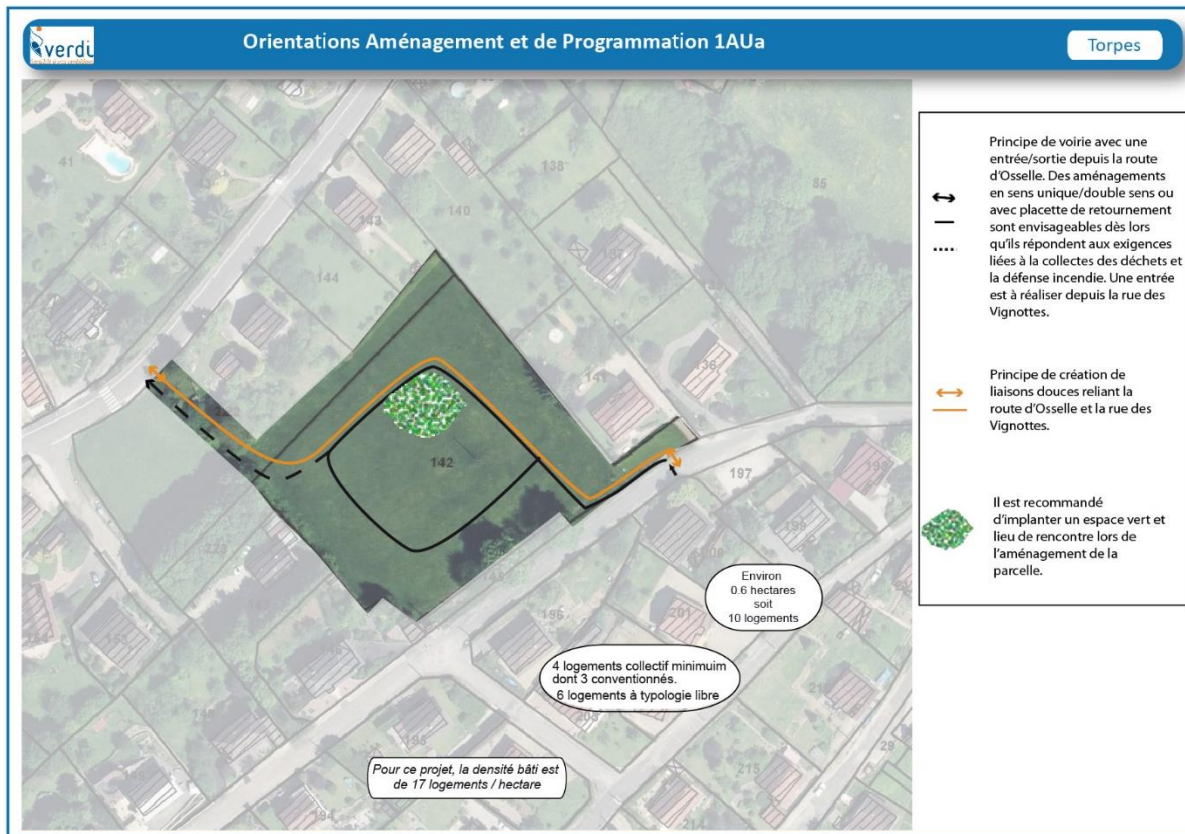 verdi
Orientations Aménagement et de Programmation 1AUa
Torpes
41
138
85
143
140
137
144
141
136
142
197
198
223
199
196
201
195
215
29
194
Environ
0.6 hectares
soit
10 logements
4 logements collectif minimuim
dont 3 conventionnés.
6 logements à typologie libre
Pour ce projet, la densité bâti est
de 17 logements / hectare
Principe de voirie avec une
entrée/sortie depuis la route
d'Osselle. Des aménagements
en sens unique/double sens ou
avec placette de retournement
sont envisageables dès lors
qu'ils répondent aux exigences
liées à la collectes des déchets et
la défense incendie. Une entrée
est à réaliser depuis la rue des
Vignottes.
Principe de création de
liaisons douces reliant la
route d'Osselle et la rue des
Vignottes.
Il est recommandé
d'implanter un espace vert et
lieu de rencontre lors de
l'aménagement de la
parcelle.